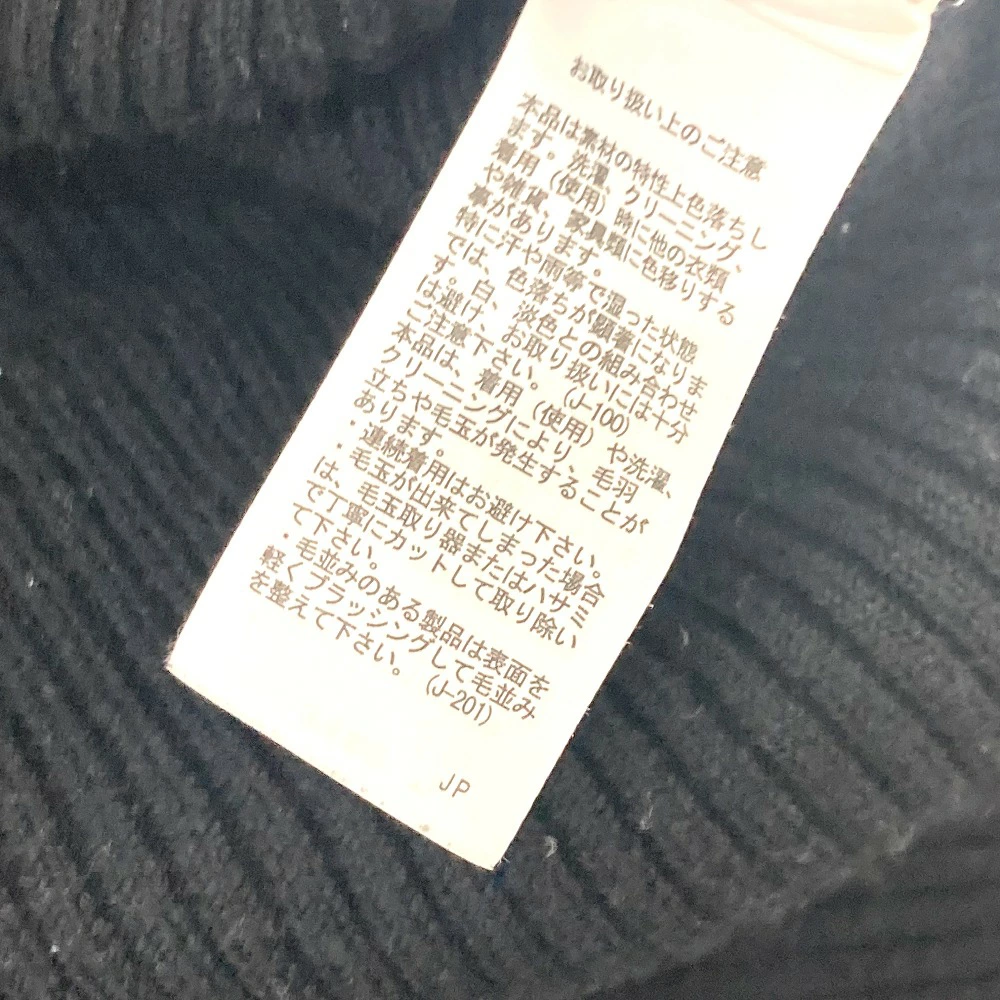 お取り扱い上のご注意
本品は素材の特性上色落ちし
ます。洗濯、クリーニング、
着用（使用）時に他の衣類
や雑貨、家具類に色移りする
事があります。
特に汗や雨等で湿った状態
では、色落ちが顕著になりま
す。白、淡色との組み合わせ
は避け、お取り扱いには十分
ご注意下さい。（J-100）
本品は、着用（使用）や洗濯、
クリーニングにより、毛羽
立ちや毛玉が発生することが
あります。
・連続着用はお避け下さい。
・毛玉が出来てしまった場合
は、毛玉取り器またはハサミ
で丁寧にカットして取り除い
て下さい。
・毛並みのある製品は表面を
軽くブラッシングして毛並み
を整えて下さい。（J-201）
JP